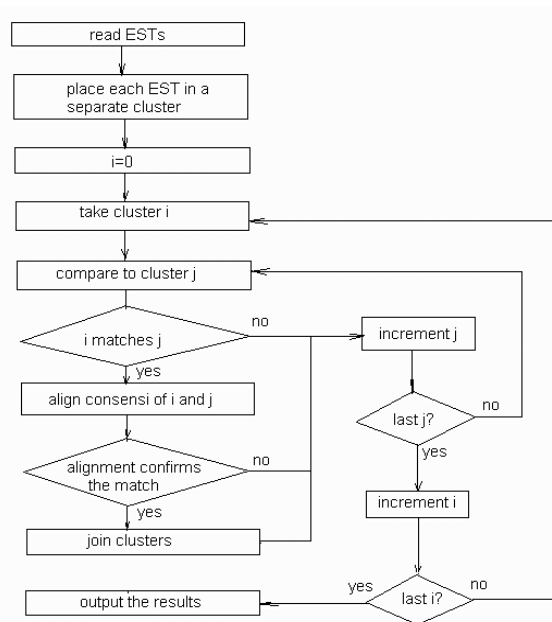 read ESTs
place each EST in a
separate cluster
i=0
take cluster i
compare to cluster j
i matches j
no
yes
increment j
align consensi of i and j
last j?
no
yes
alignment confirms
the match
no
yes
increment i
join clusters
output the results
yes
last i?
no